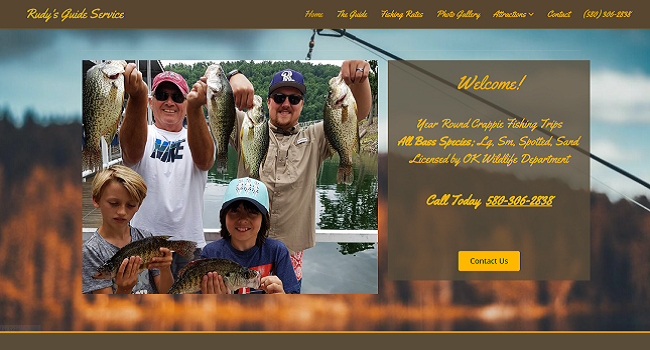 Rudy's Guide Service
Home The Guide Fishing Rates Photo Gallery Attractions Contact (580) 306-2838
Welcome!
Year Round Crappie Fishing Trips
All Bass Species; Lg, Sm, Spotted, Sand
Licensed by OK Wildlife Department
Call Today 580-306-2838
Contact Us